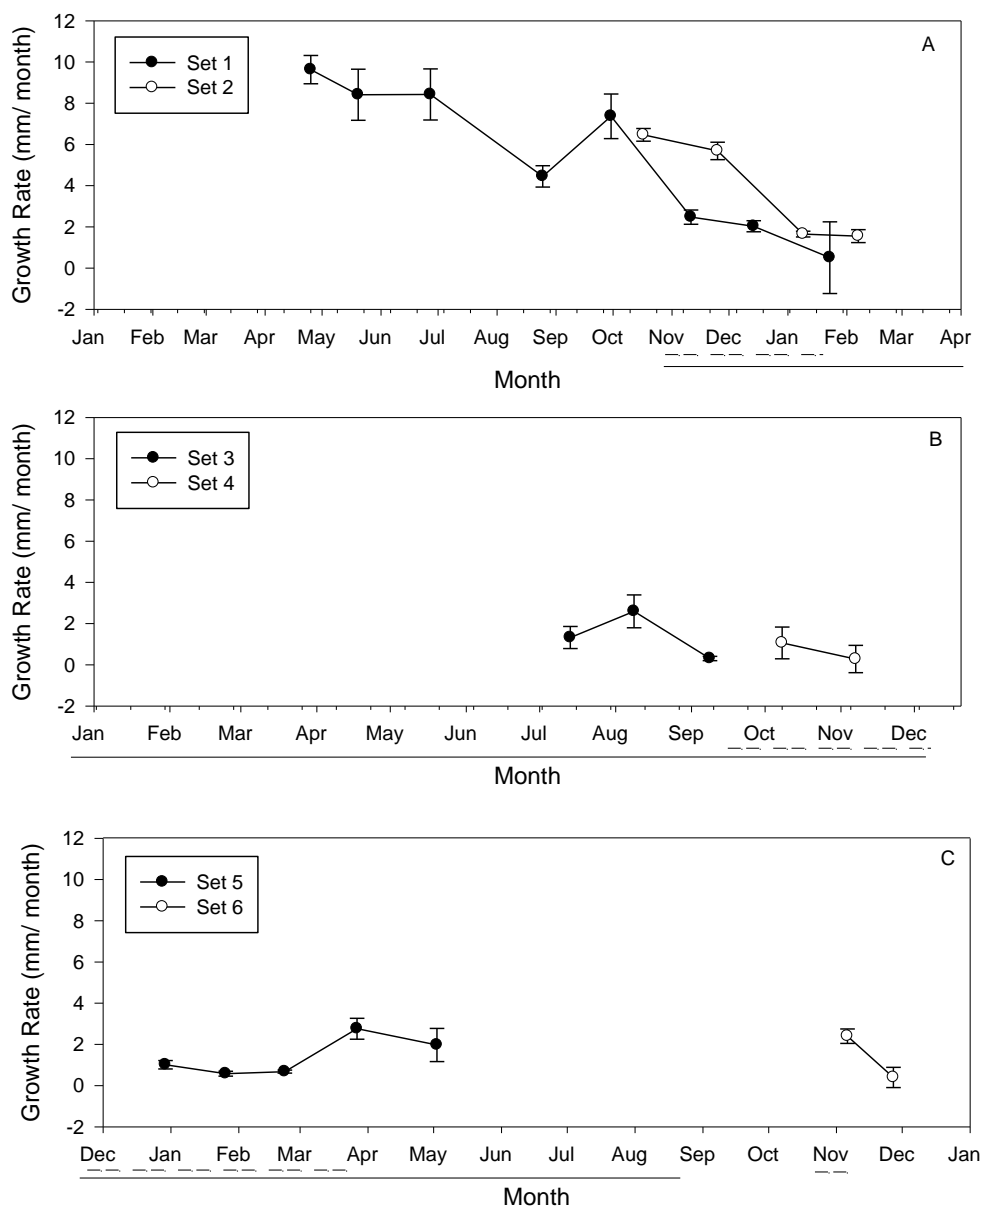 12
A
Set 1
Set 2
10
8
6
4
2
0
-2
Growth Rate (mm/ month)
Jan Feb Mar Apr May Jun Jul Aug Sep Oct Nov Dec Jan Feb Mar Apr
Month
12
B
Set 3
Set 4
10
8
6
4
2
0
-2
Growth Rate (mm/ month)
Jan Feb Mar Apr May Jun Jul Aug Sep Oct Nov Dec
Month
12
C
Set 5
Set 6
10
8
6
4
2
0
-2
Growth Rate (mm/ month)
Dec Jan Feb Mar Apr May Jun Jul Aug Sep Oct Nov Dec Jan
Month